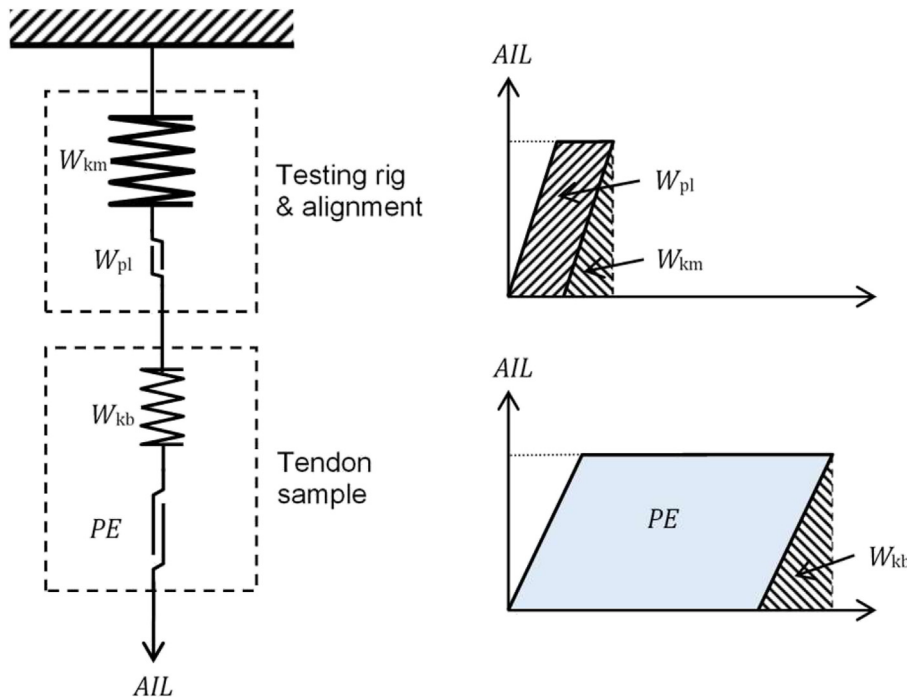 W_km
Testing rig
& alignment
W_pl
W_kb
Tendon
sample
PE
AIL
AIL
W_pl
W_km
AIL
PE
W_kb